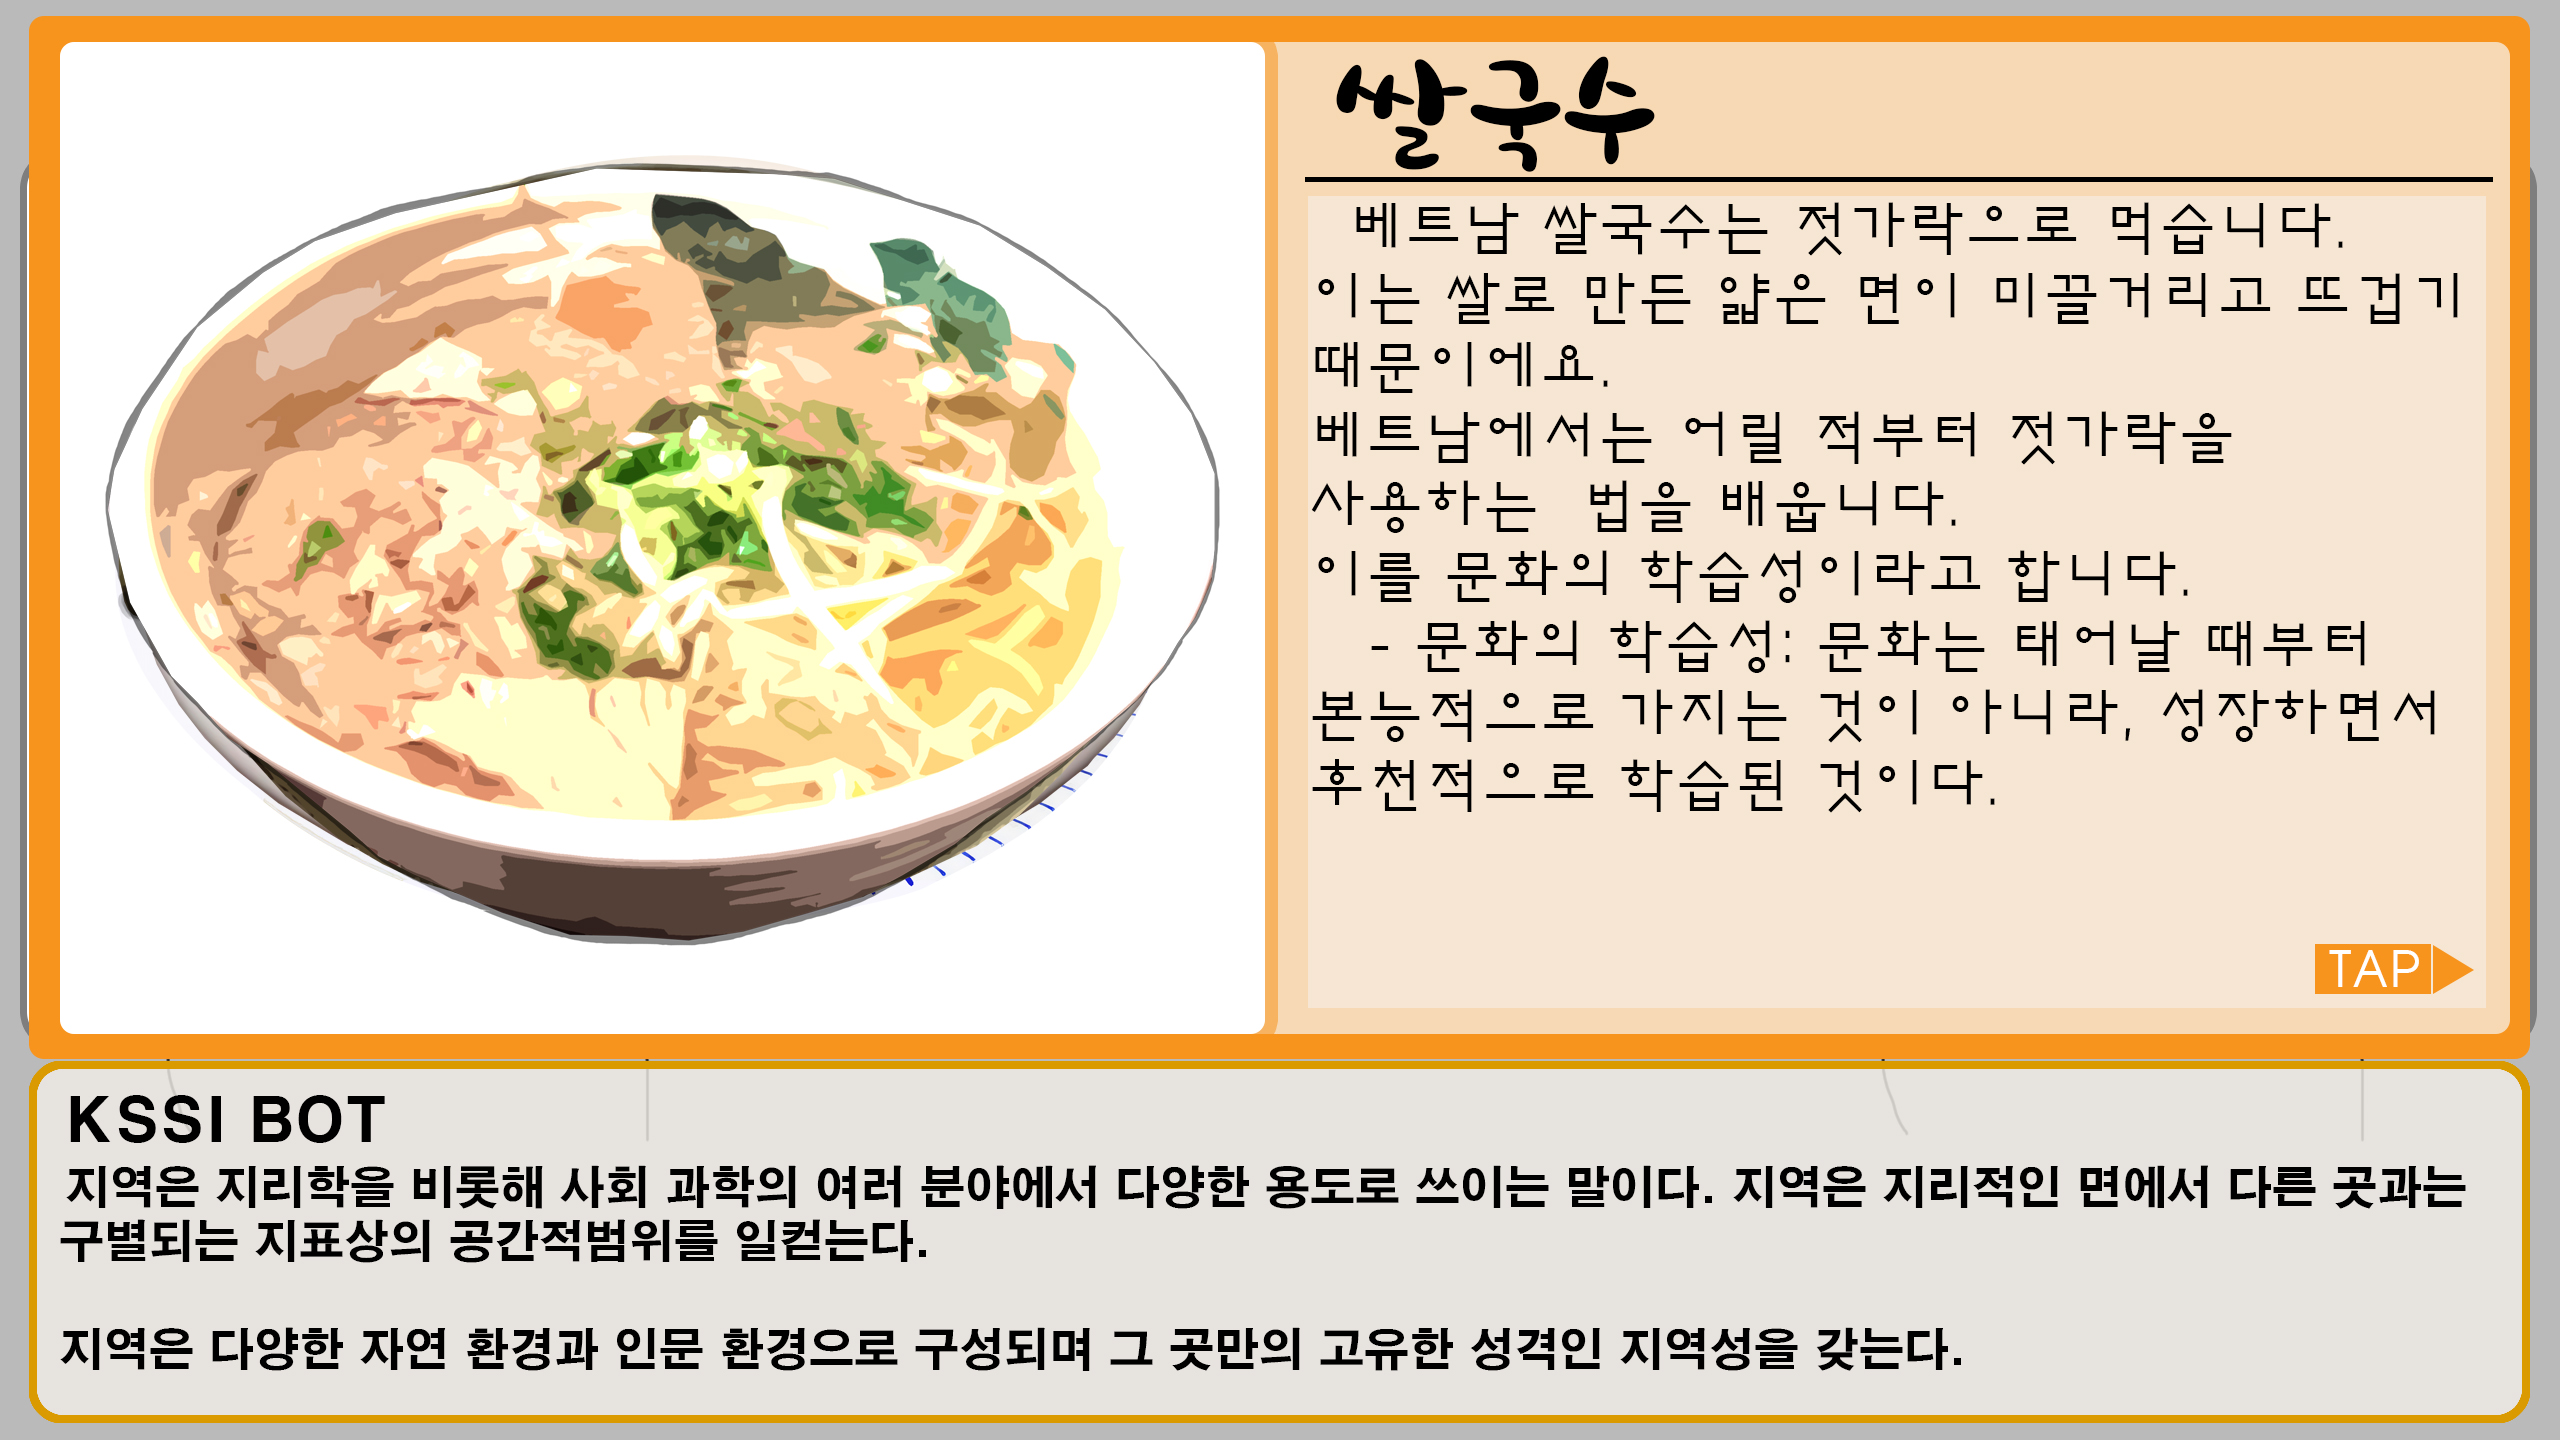 쌀국수
베트남 쌀국수는 젓가락으로 먹습니다.
이는 쌀로 만든 얇은 면이 미끌거리고 뜨겁기
때문이에요.
베트남에서는 어릴 적부터 젓가락을
사용하는 법을 배웁니다.
이를 문화의 학습성이라고 합니다.
- 문화의 학습성: 문화는 태어날 때부터
본능적으로 가지는 것이 아니라, 성장하면서
후천적으로 학습된 것이다.
TAP
KSSI BOT
지역은 지리학을 비롯해 사회 과학의 여러 분야에서 다양한 용도로 쓰이는 말이다. 지역은 지리적인 면에서 다른 곳과는
구별되는 지표상의 공간적범위를 일컫는다.
지역은 다양한 자연 환경과 인문 환경으로 구성되며 그 곳만의 고유한 성격인 지역성을 갖는다.